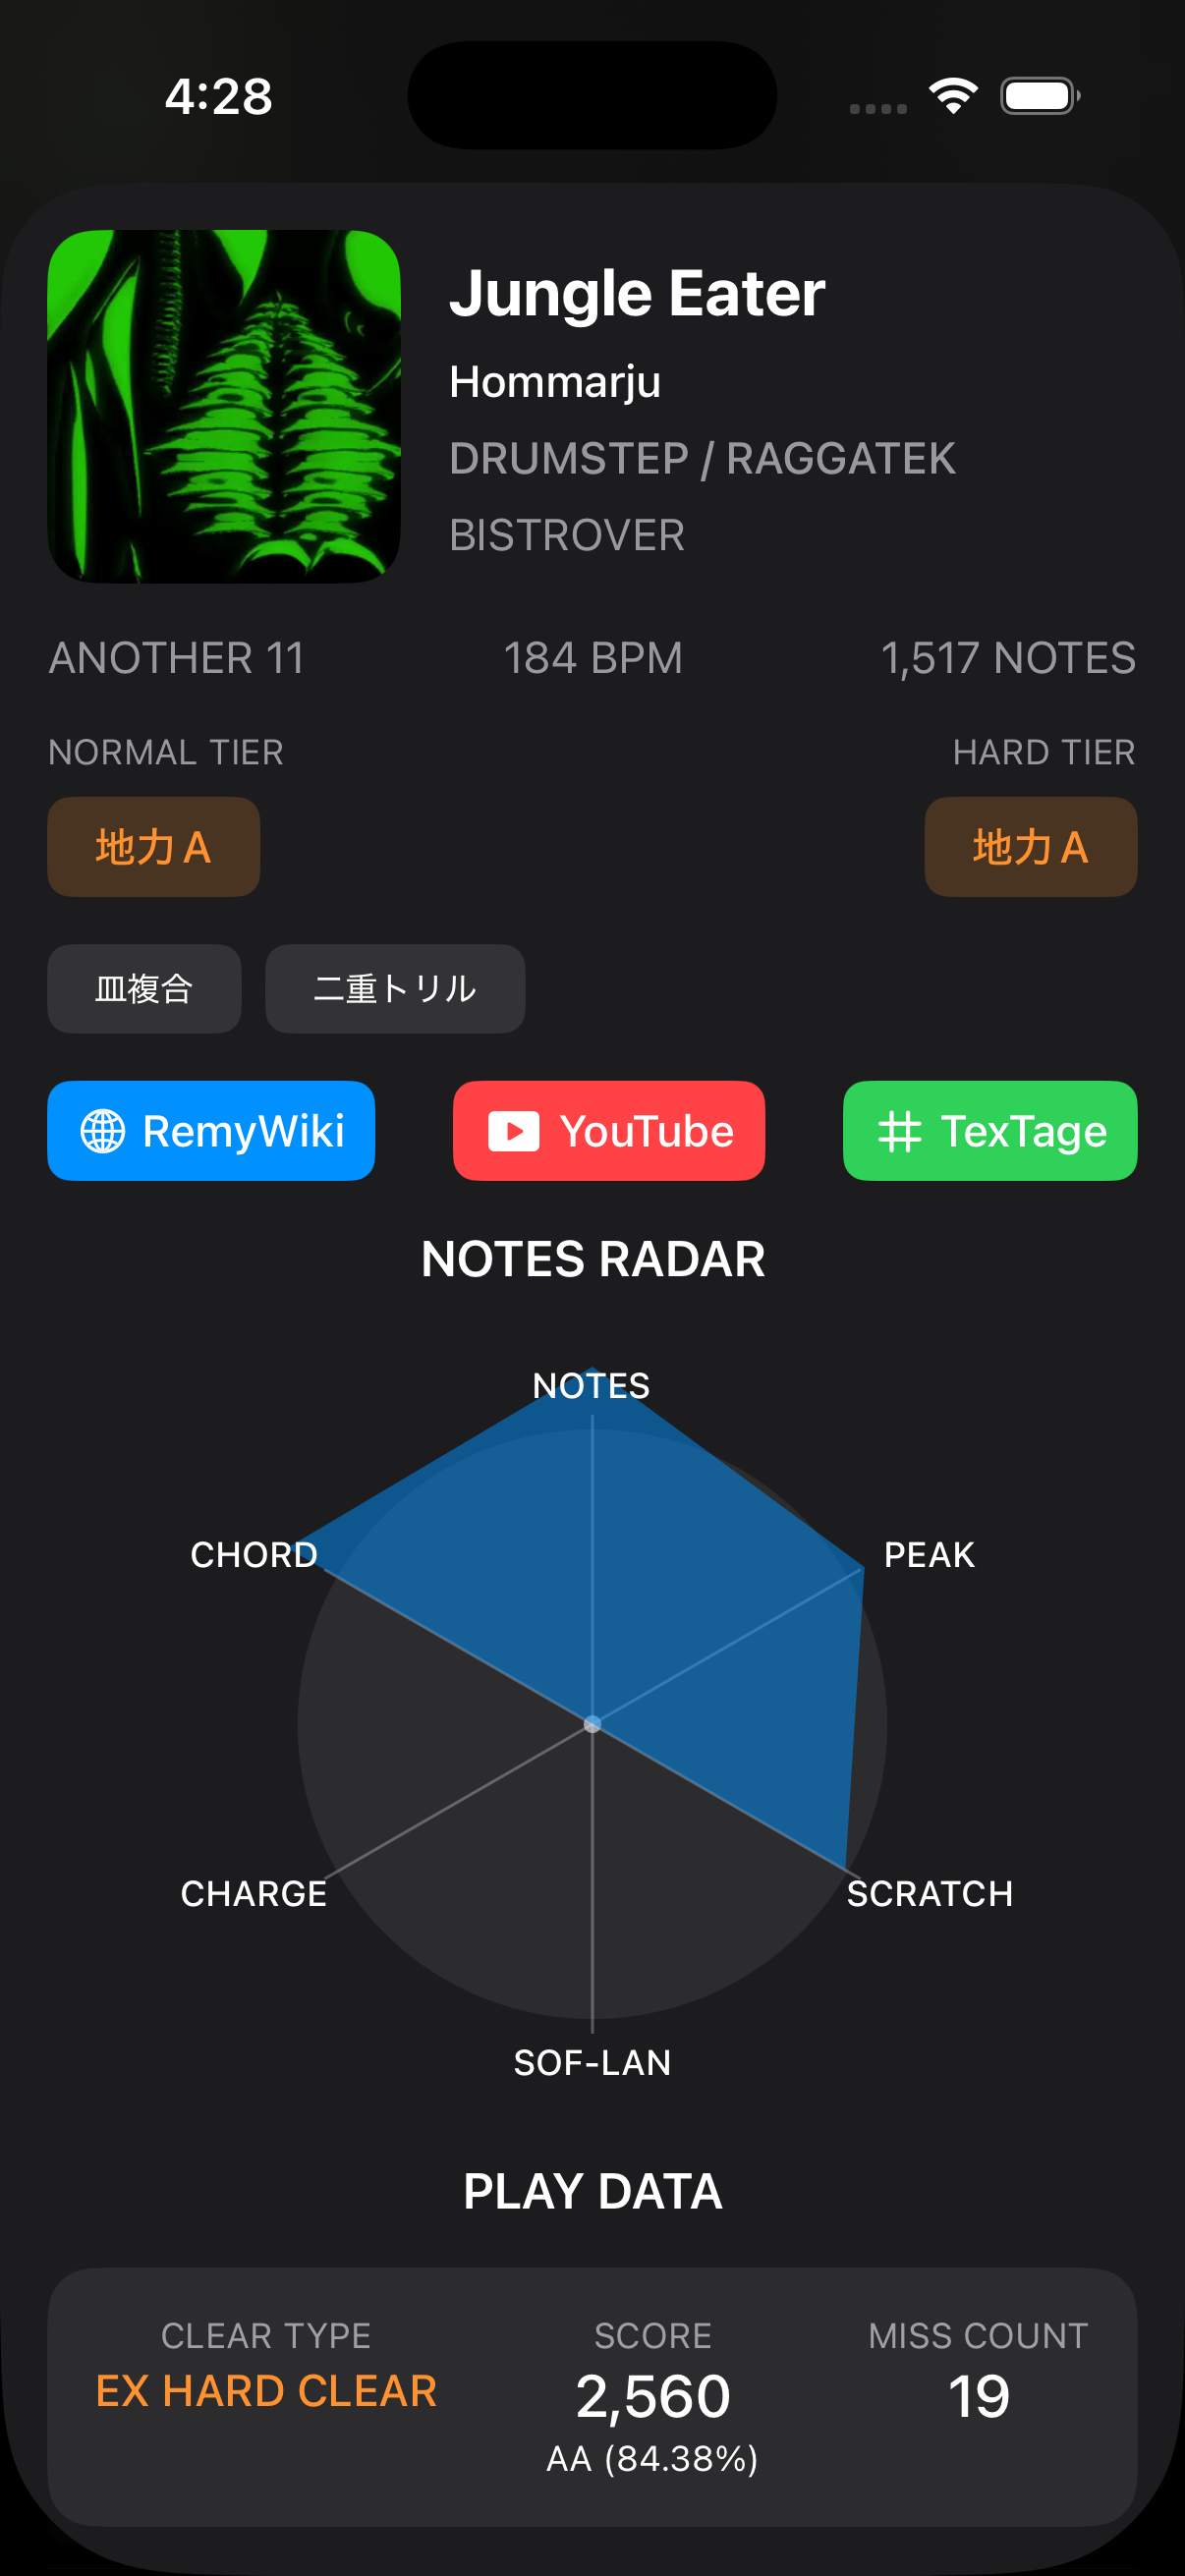 4:28
Jungle Eater
Hommarju
DRUMSTEP / RAGGATEK
BISTROVER
ANOTHER 11 184 BPM 1,517 NOTES
NORMAL TIER HARD TIER
地力 A 地力 A
皿複合 二重トリル
RemyWiki YouTube TexTage
NOTES RADAR
NOTES
CHORD PEAK
CHARGE SCRATCH
SOF-LAN
PLAY DATA
CLEAR TYPE SCORE MISS COUNT
EX HARD CLEAR 2,560 19
AA (84.38%)